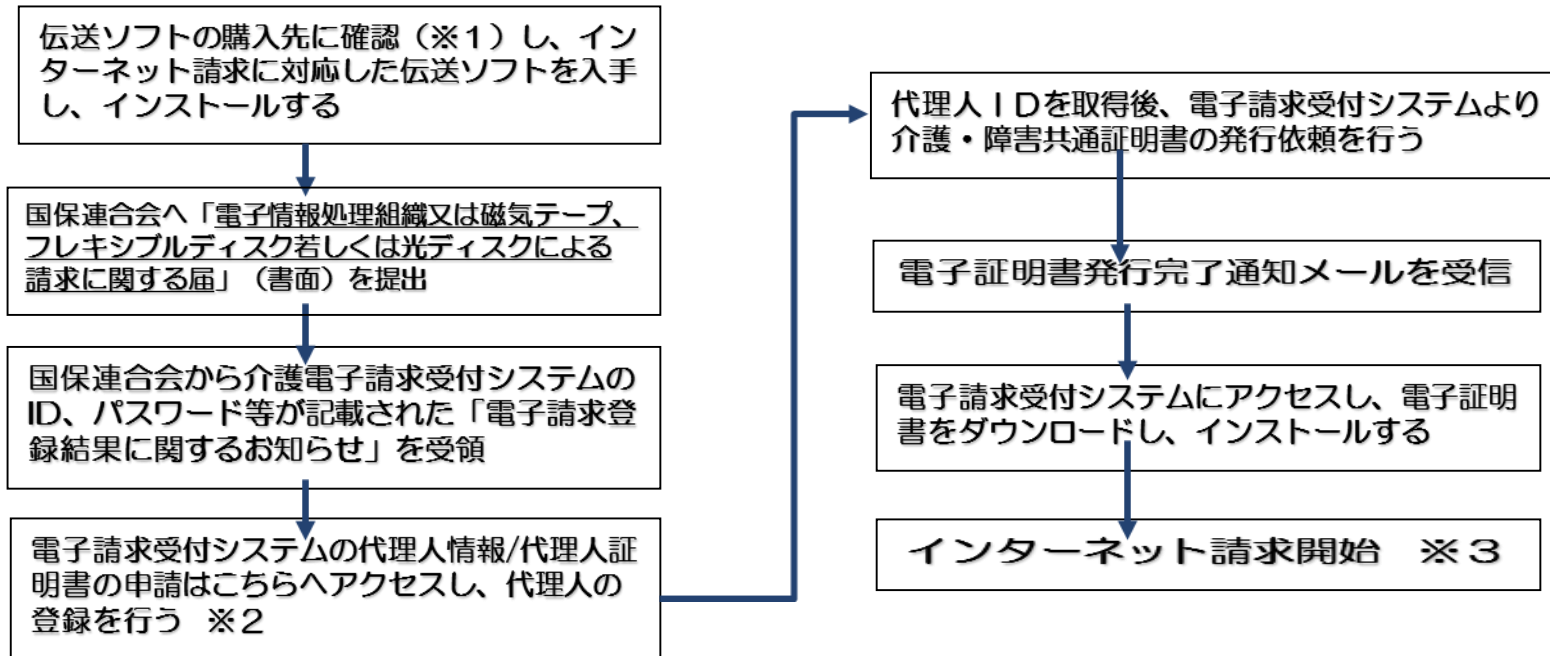 伝送ソフトの購入先に確認（※１）し、イン
ターネット請求に対応した伝送ソフトを入手
し、インストールする
国保連合会へ「電子情報処理組織又は磁気テープ、
フレキシブルディスク若しくは光ディスクによる
請求に関する届」（書面）を提出
国保連合会から介護電子請求受付システムの
ID、パスワード等が記載された「電子請求登
録結果に関するお知らせ」を受領
電子請求受付システムの代理人情報/代理人証
明書の申請はこちらへアクセスし、代理人の
登録を行う　※２
代理人ＩＤを取得後、電子請求受付システムより
介護・障害共通証明書の発行依頼を行う
電子証明書発行完了通知メールを受信
電子請求受付システムにアクセスし、電子証明
書をダウンロードし、インストールする
インターネット請求開始　※３